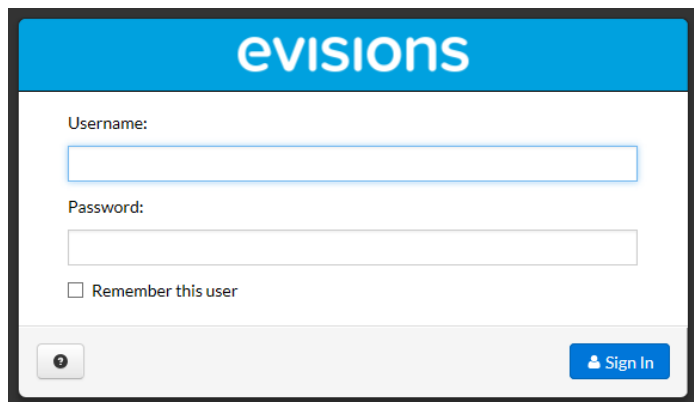 evisions
Username:
Password:
Remember this user
? Sign In